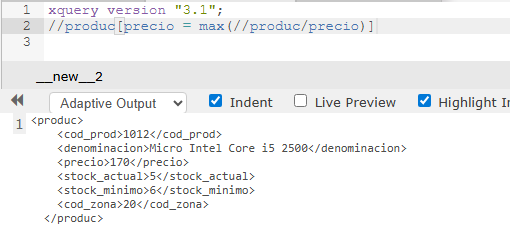 1 xquery version "3.1";
2 //produc[precio = max(//produc/precio)]
3
__new__2
Adaptive Output Indent Live Preview Highlight In
1 <produc>
<cod_prod>1012</cod_prod>
<denominacion>Micro Intel Core i5 2500</denominacion>
<precio>170</precio>
<stock_actual>5</stock_actual>
<stock_minimo>6</stock_minimo>
<cod_zona>20</cod_zona>
</produc>